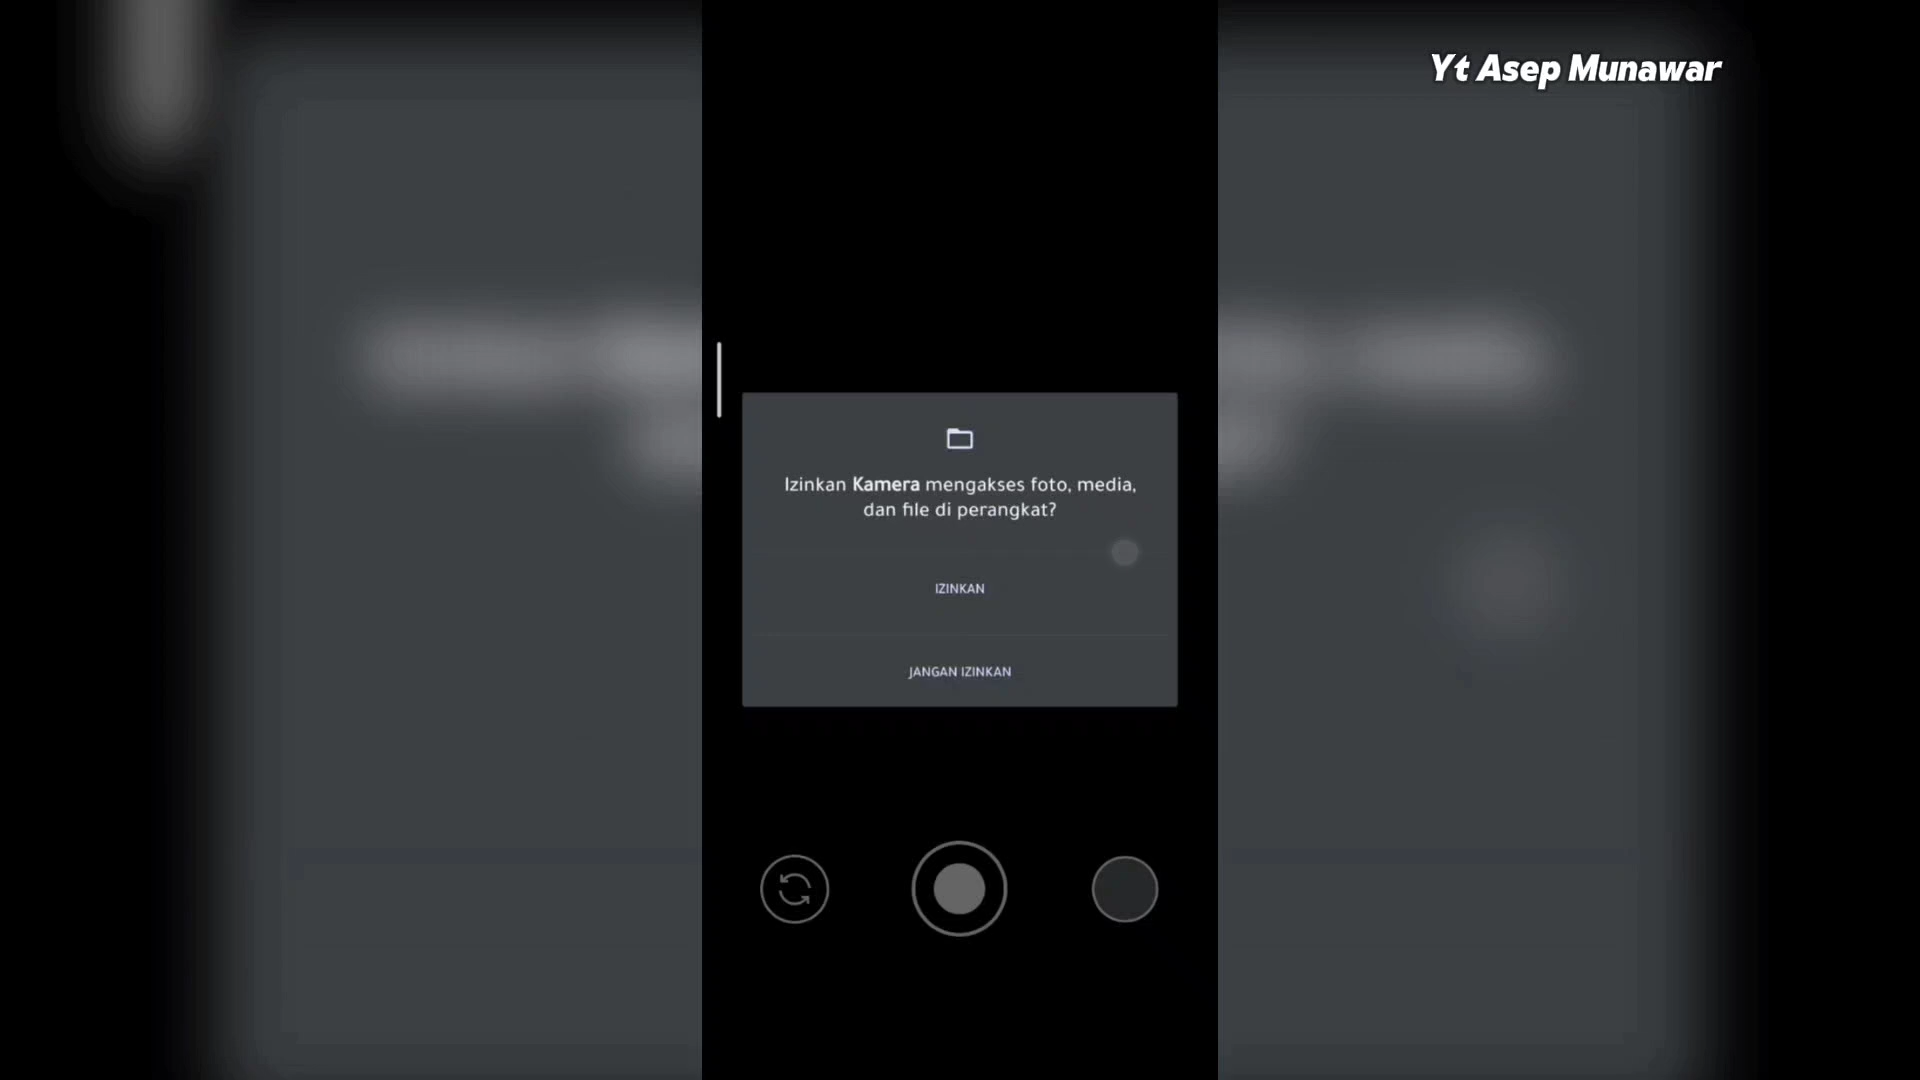 Yt Asep Munawar
Izinkan Kamera mengakses foto, media,
dan file di perangkat?
IZINKAN
JANGAN IZINKAN